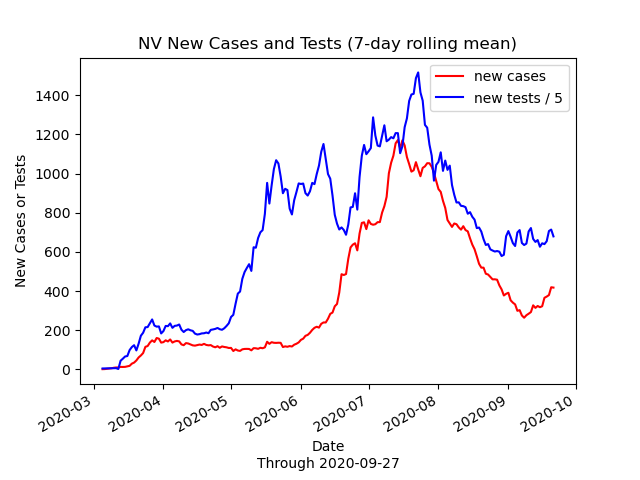 NV New Cases and Tests (7-day rolling mean)
new cases
new tests / 5
New Cases or Tests
1400
1200
1000
800
600
400
200
0
2020-03
2020-04
2020-05
2020-06
2020-07
2020-08
2020-09
2020-10
Date
Through 2020-09-27